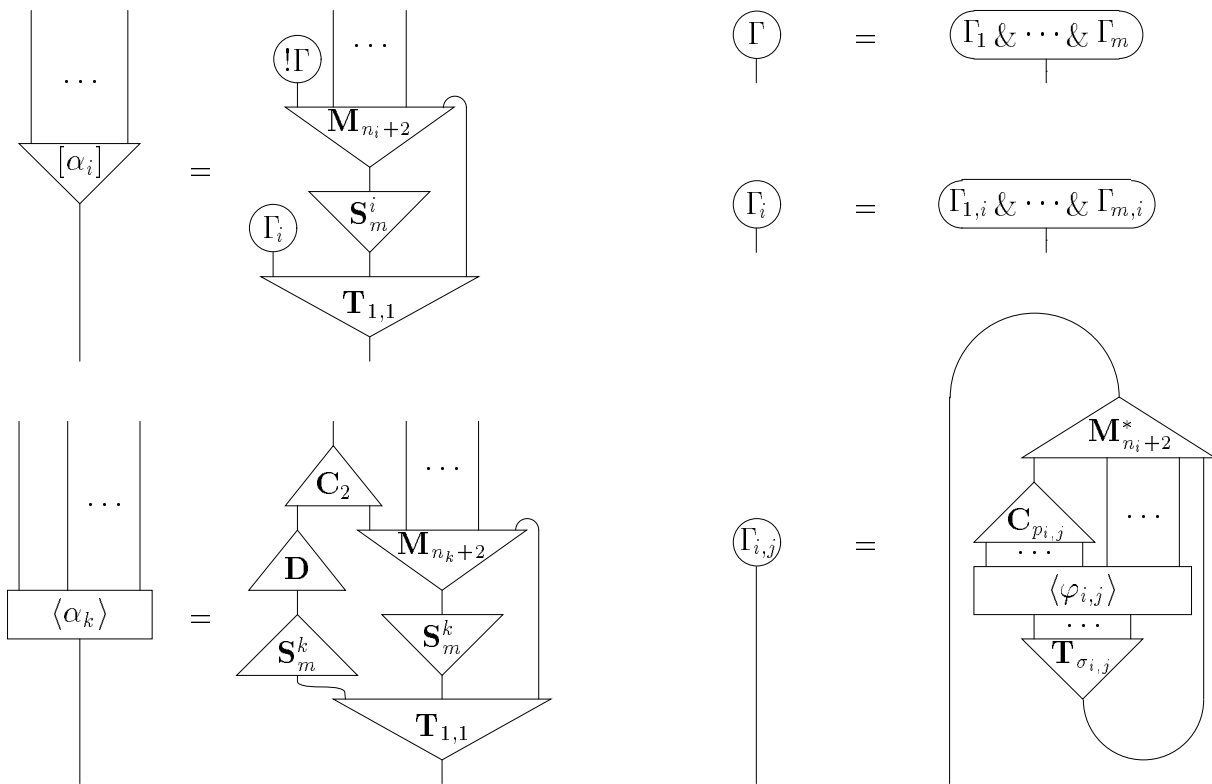 · · ·
[α_i]
=
!Γ
· · ·
M_{n_i+2}
S^i_m
Γ_i
T_{1,1}
Γ = Γ_1 & · · · & Γ_m
Γ_i = Γ_{1,i} & · · · & Γ_{m,i}
· · ·
⟨α_k⟩
=
C_2
· · ·
D
M_{n_k+2}
S^k_m
S^k_m
T_{1,1}
Γ_{i,j}
=
M^*_{n_i+2}
C_{p_{i,j}}
· · ·
· · ·
⟨φ_{i,j}⟩
· · ·
T_{σ_{i,j}}